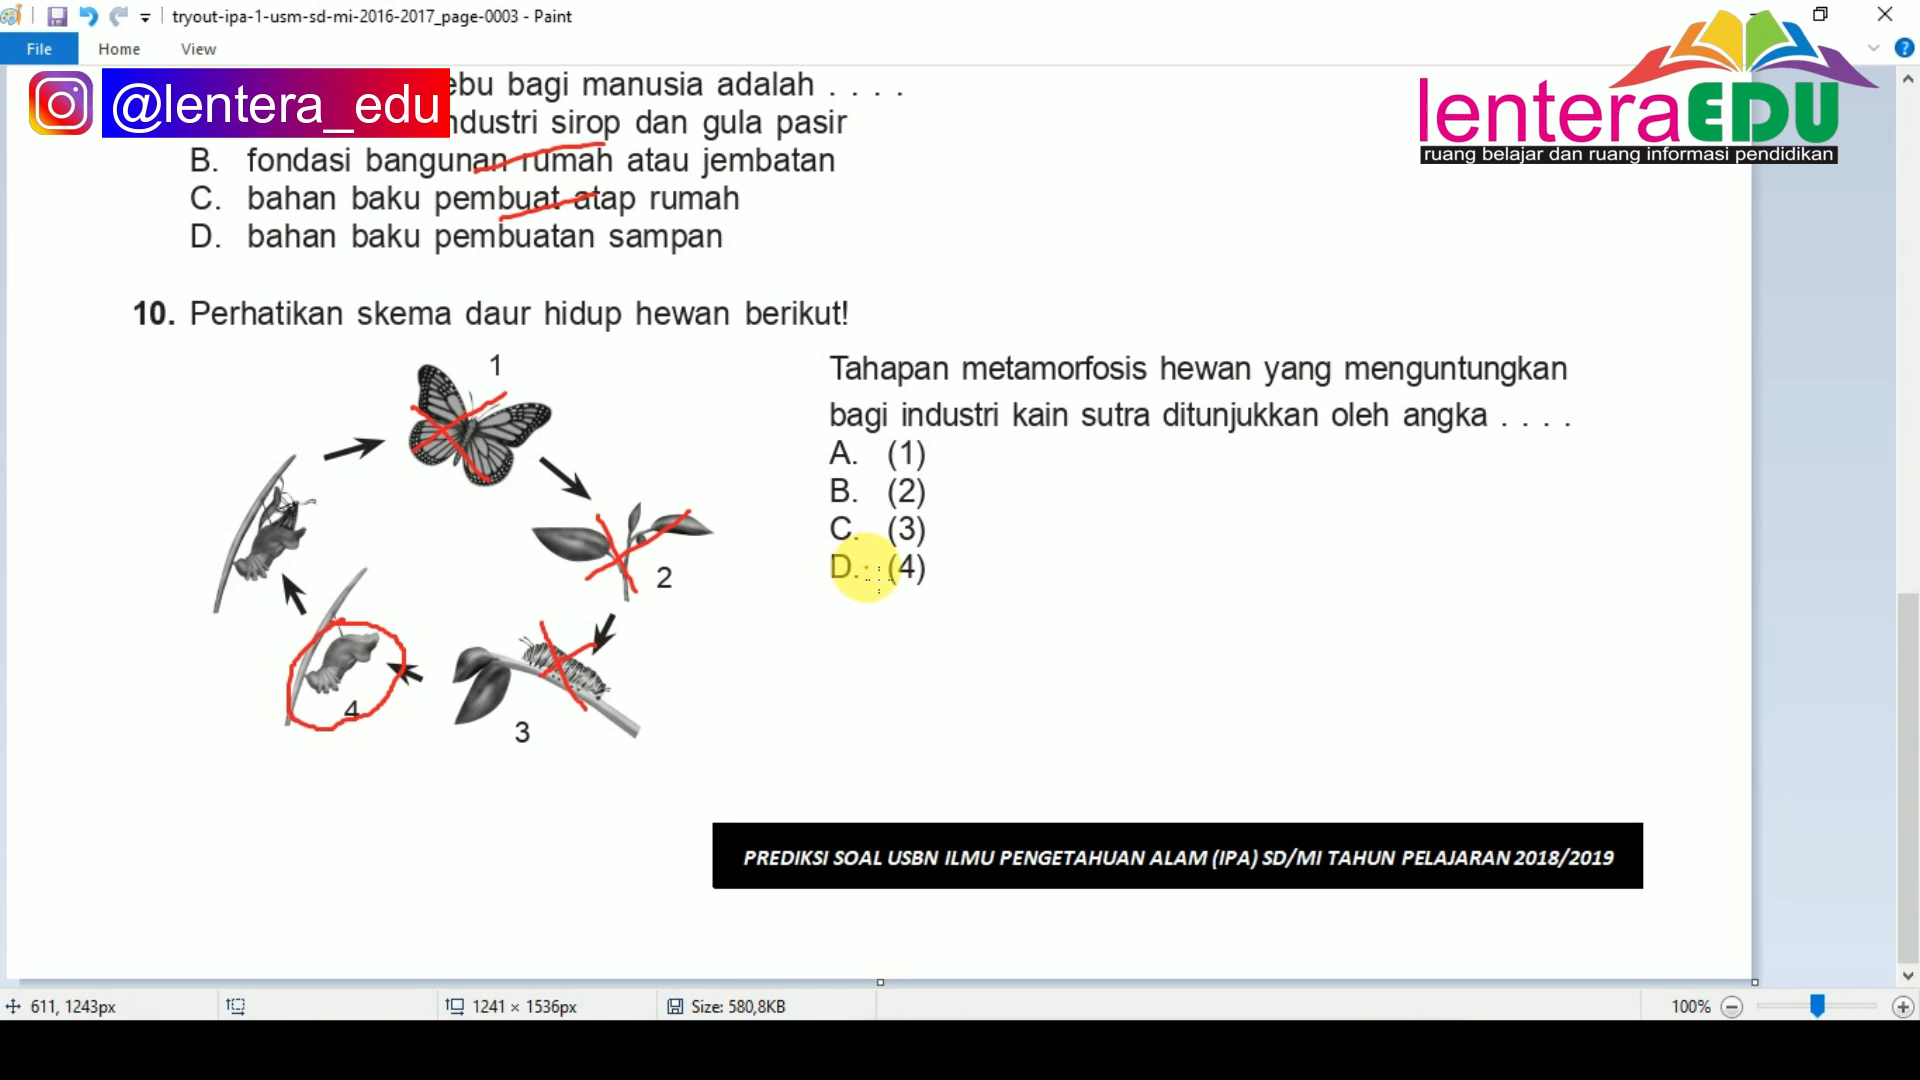 tryout-ipa-1-usm-sd-mi-2016-2017_page-0003 - Paint
File Home View
@lentera_edu
ebu bagi manusia adalah . . . .
ndustri sirop dan gula pasir
B. fondasi bangunan rumah atau jembatan
C. bahan baku pembuat atap rumah
D. bahan baku pembuatan sampan
lenteraEDU
ruang belajar dan ruang informasi pendidikan
10. Perhatikan skema daur hidup hewan berikut!
1
2
3
4
Tahapan metamorfosis hewan yang menguntungkan
bagi industri kain sutra ditunjukkan oleh angka . . . .
A. (1)
B. (2)
C. (3)
D. (4)
PREDIKSI SOAL USBN ILMU PENGETAHUAN ALAM (IPA) SD/MI TAHUN PELAJARAN 2018/2019
611, 1243px 1241 × 1536px Size: 580,8KB 100%